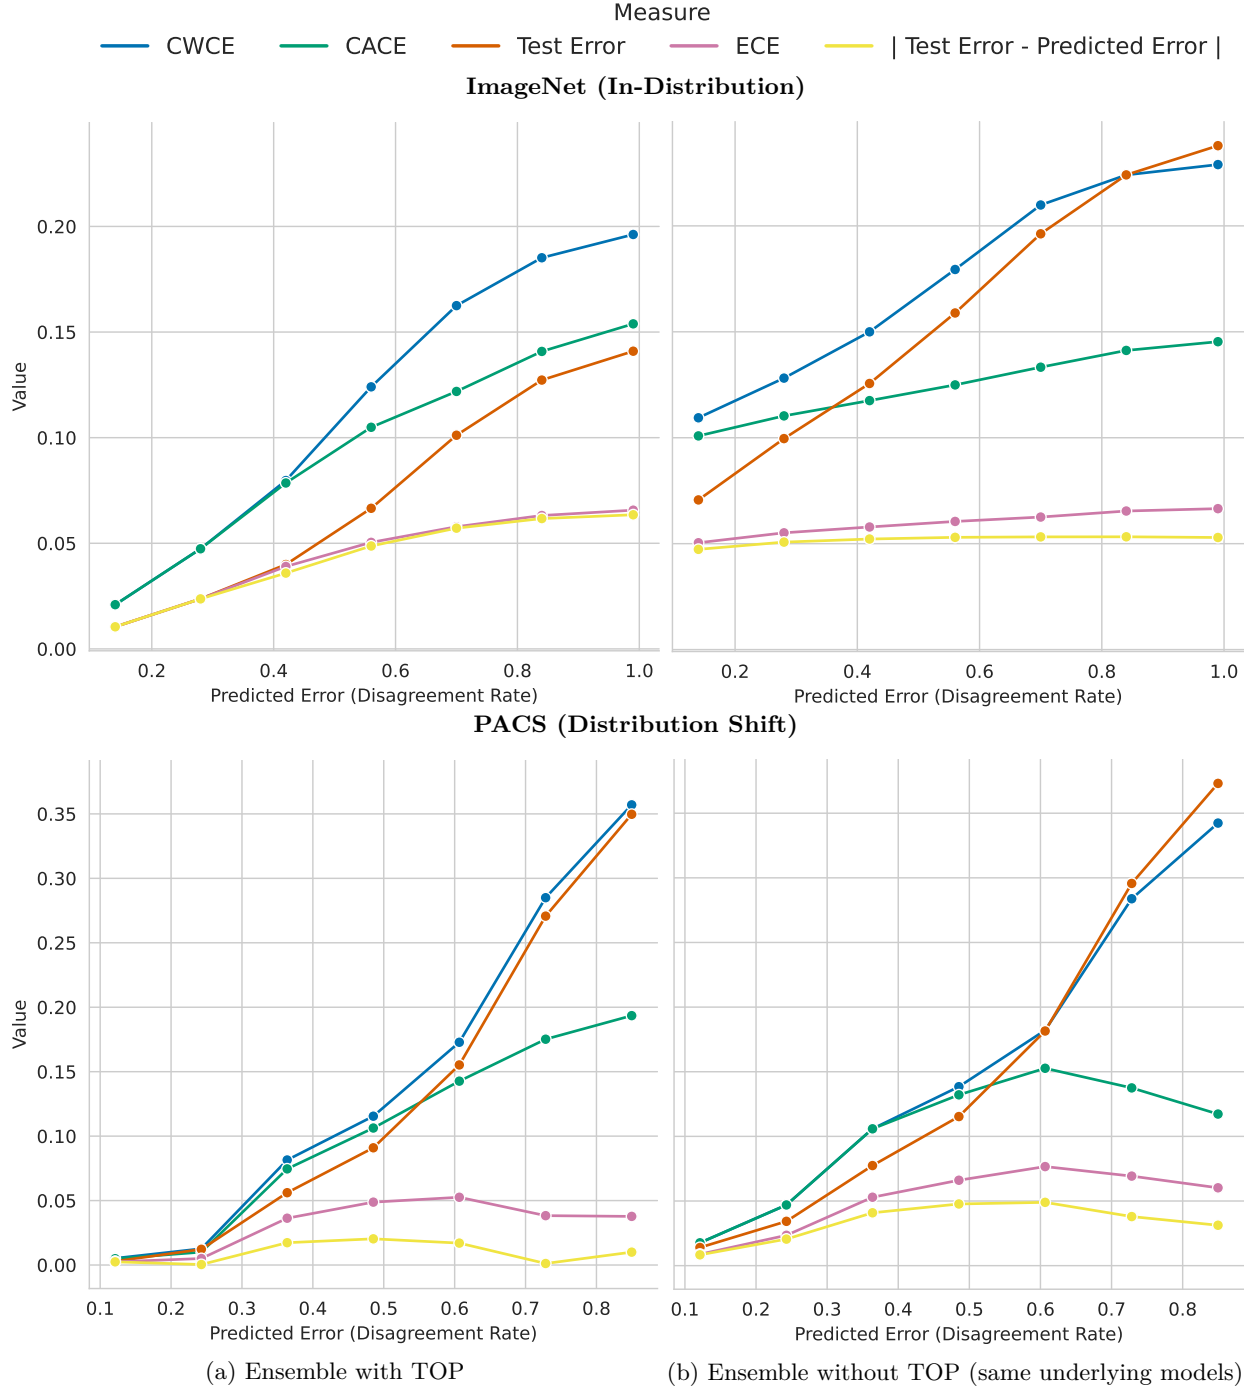 Measure
CWCE CACE Test Error ECE | Test Error - Predicted Error |
ImageNet (In-Distribution)
Value
0.20
0.15
0.10
0.05
0.00
0.2 0.4 0.6 0.8 1.0
Predicted Error (Disagreement Rate)
0.2 0.4 0.6 0.8 1.0
Predicted Error (Disagreement Rate)
PACS (Distribution Shift)
Value
0.35
0.30
0.25
0.20
0.15
0.10
0.05
0.00
0.1 0.2 0.3 0.4 0.5 0.6 0.7 0.8
Predicted Error (Disagreement Rate)
(a) Ensemble with TOP
0.1 0.2 0.3 0.4 0.5 0.6 0.7 0.8
Predicted Error (Disagreement Rate)
(b) Ensemble without TOP (same underlying models)